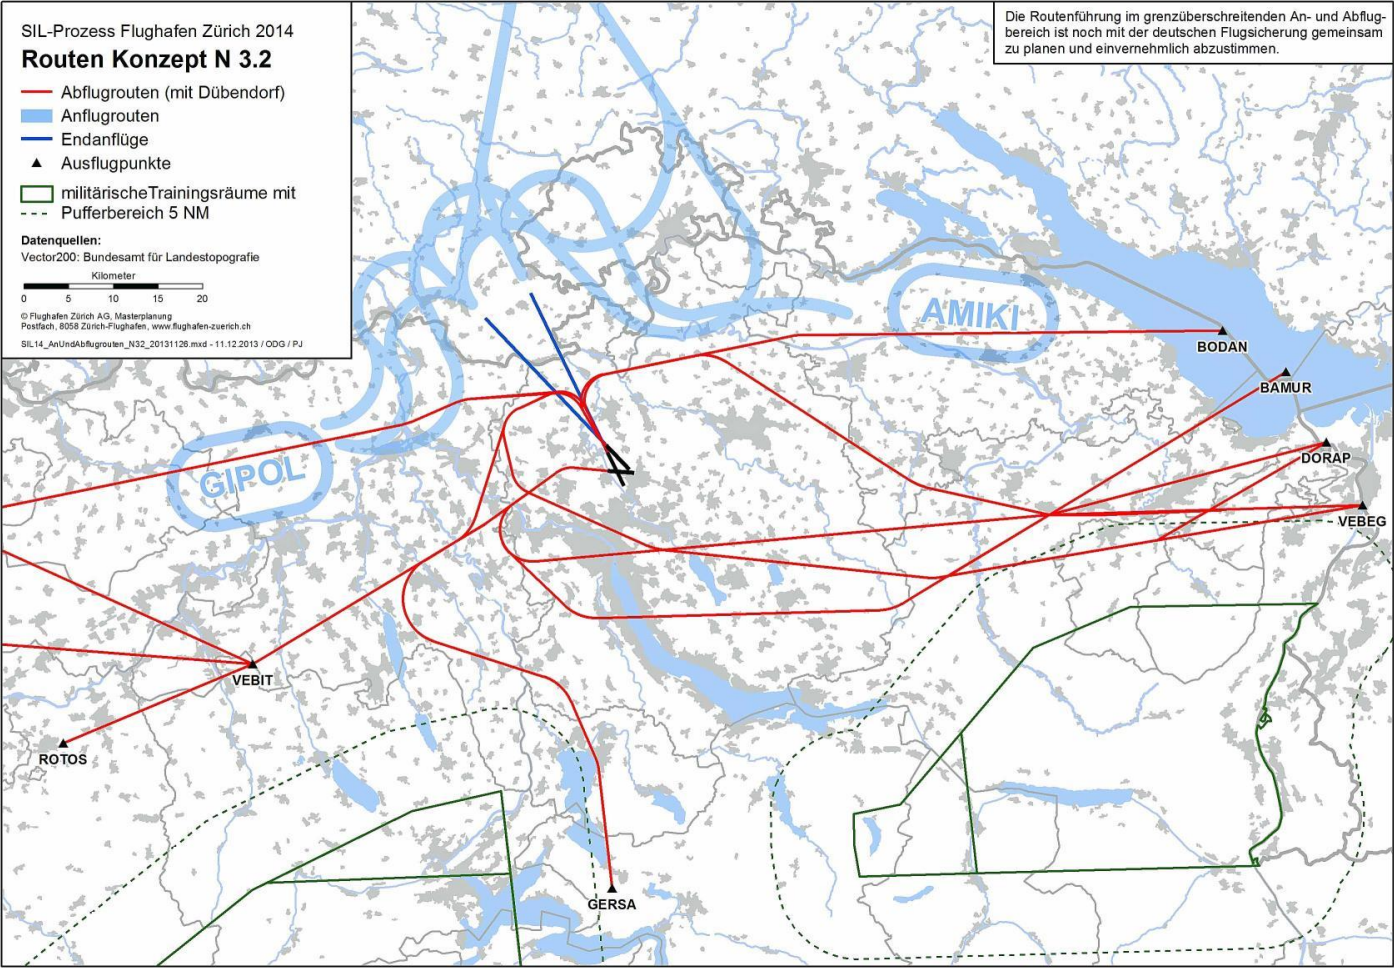 SIL-Prozess Flughafen Zürich 2014
Routen Konzept N 3.2
Abflugrouten (mit Dübendorf)
Anflugrouten
Endanflüge
Ausflugpunkte
militärischeTrainingsräume mit
Pufferbereich 5 NM
Datenquellen:
Vector200: Bundesamt für Landestopografie
Kilometer
0 5 10 15 20
© Flughafen Zürich AG, Masterplanung
Postfach, 8058 Zürich-Flughafen, www.flughafen-zuerich.ch
SIL14_AnUndAbflugrouten_N32_20131126.mxd - 11.12.2013 / ODG / PJ
Die Routenführung im grenzüberschreitenden An- und Abflug-
bereich ist noch mit der deutschen Flugsicherung gemeinsam
zu planen und einvernehmlich abzustimmen.
AMIKI
BODAN
BAMUR
DORAP
GIPOL
VEBEG
VEBIT
ROTOS
GERSA